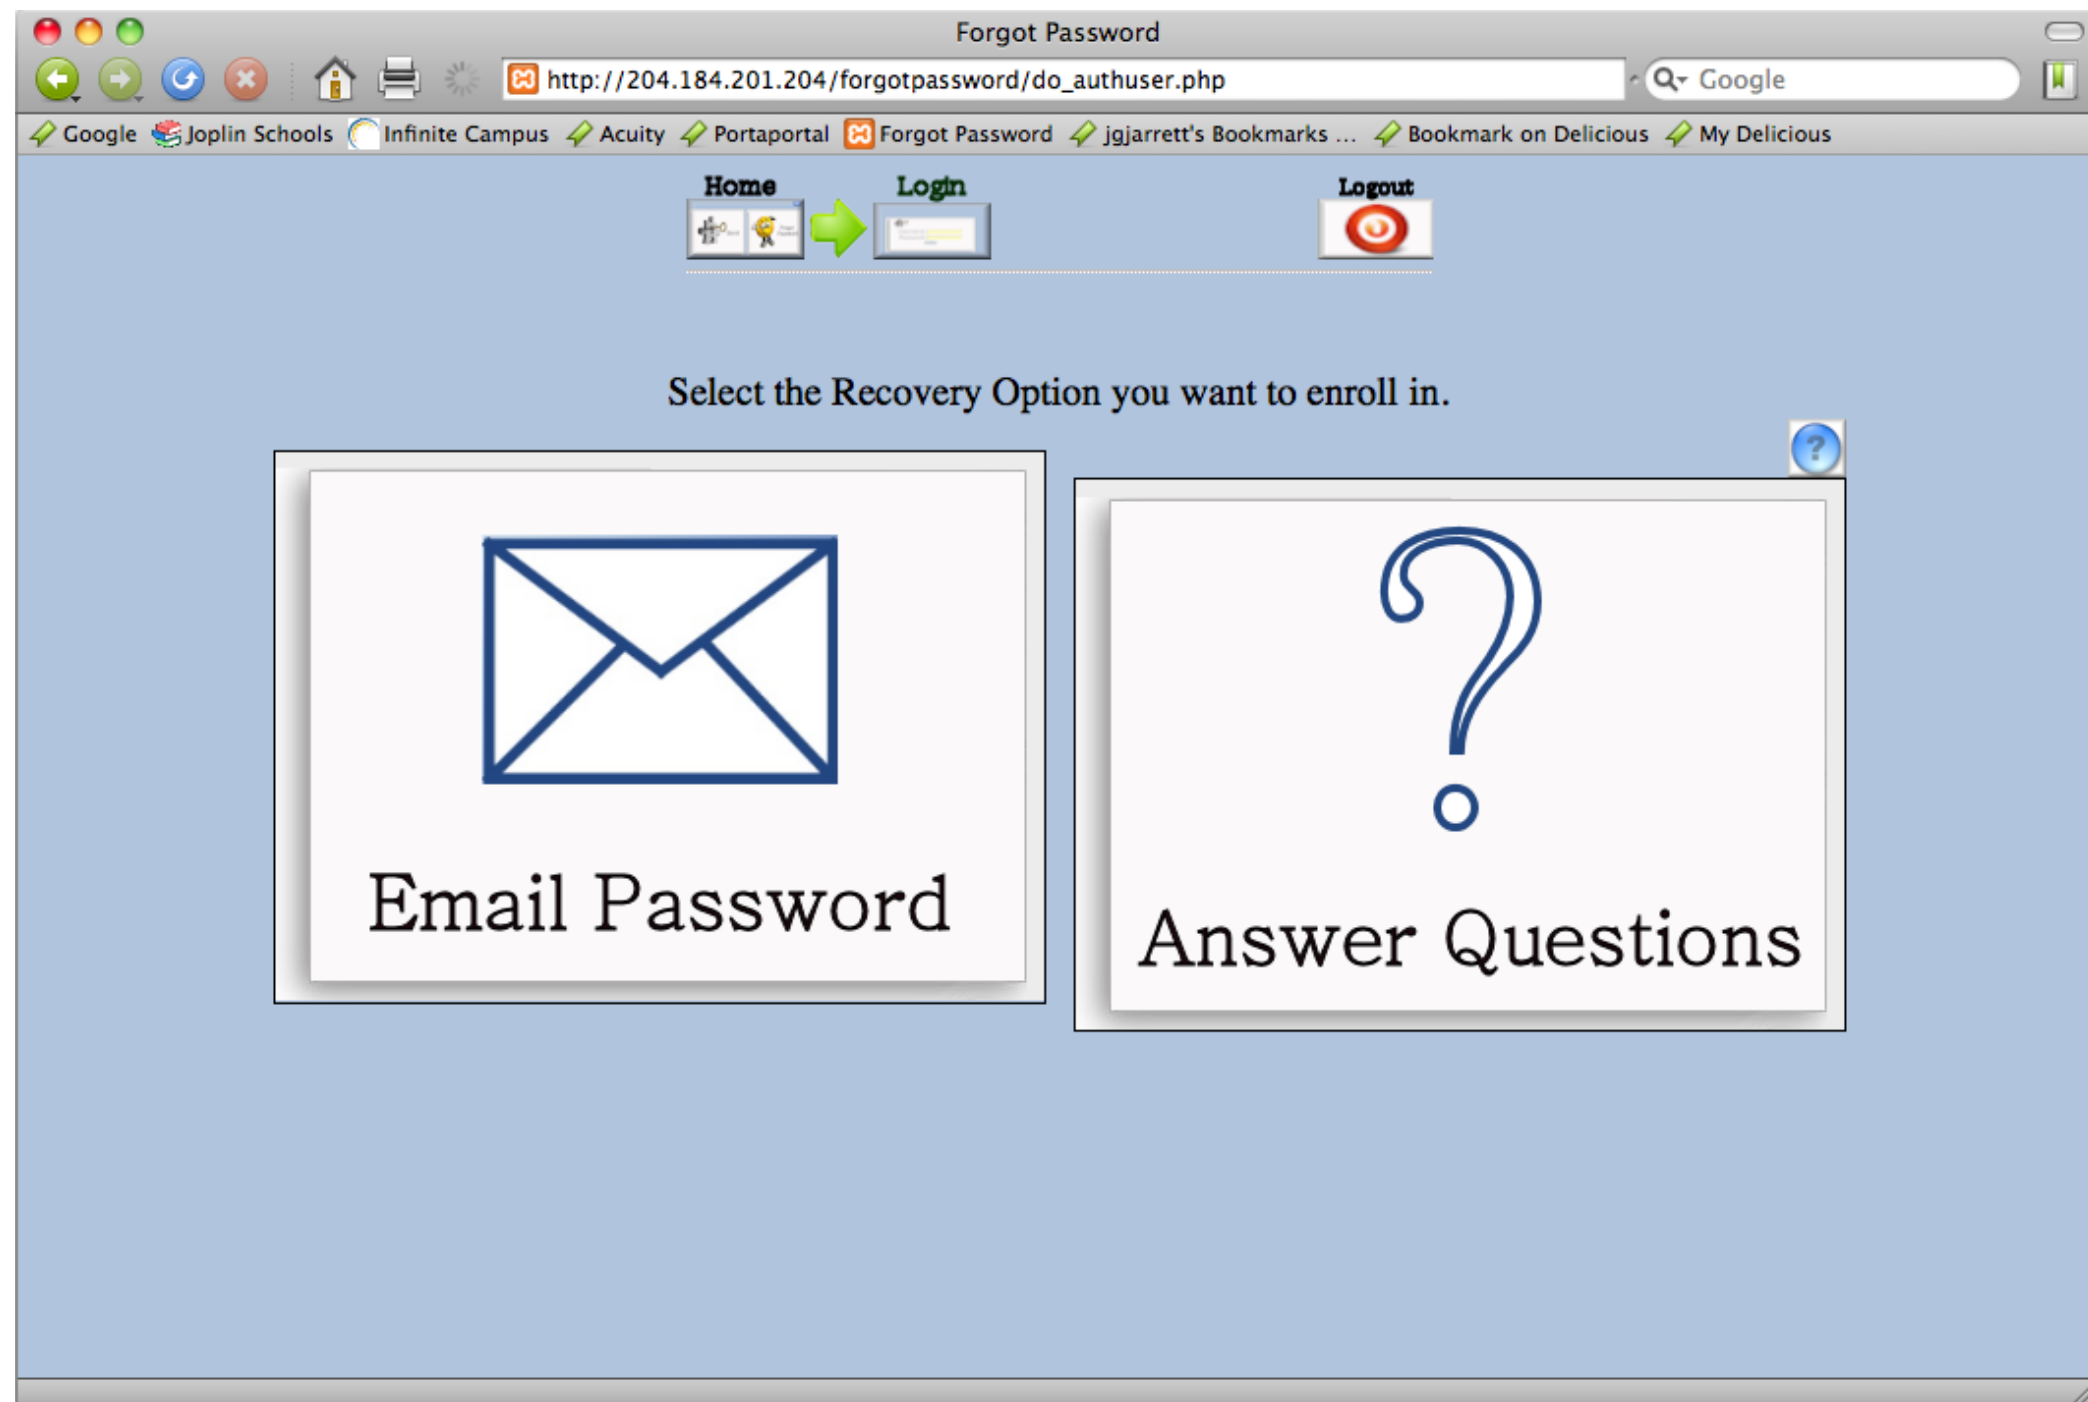 Forgot Password
http://204.184.201.204/forgotpassword/do_authuser.php
Google
Google Joplin Schools Infinite Campus Acuity Portaportal Forgot Password jgjarrett's Bookmarks ... Bookmark on Delicious My Delicious
Home Login Logout
Select the Recovery Option you want to enroll in.
?
?
Email Password
Answer Questions